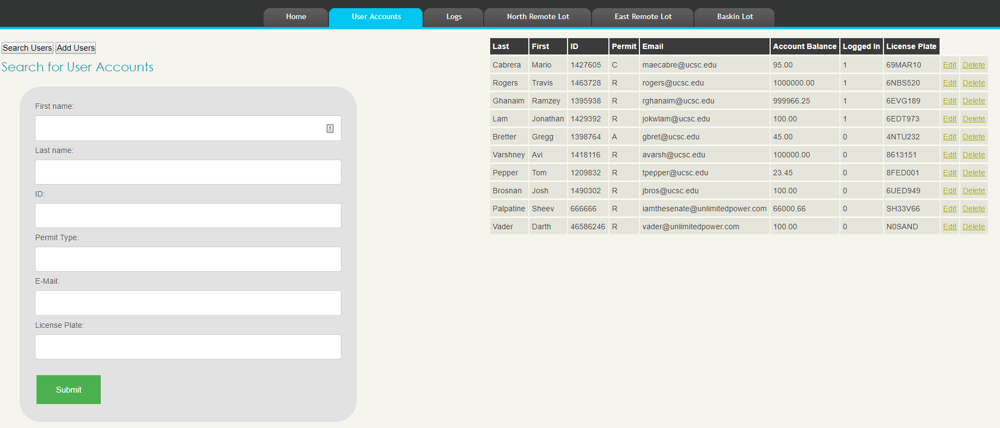 Home User Accounts Logs North Remote Lot East Remote Lot Baskin Lot
Search Users Add Users
Search for User Accounts
First name:
Last name:
ID:
Permit Type:
E-Mail:
License Plate:
Submit
Last First ID Permit Email Account Balance Logged In License Plate
Cabrera Mario 1427605 C maecabre@ucsc.edu 95.00 1 69MAR10 Edit Delete
Rogers Travis 1463728 R rogers@ucsc.edu 1000000.00 1 6NBS520 Edit Delete
Ghanaim Ramzey 1395938 R rghanaim@ucsc.edu 999966.25 1 6EVG189 Edit Delete
Lam Jonathan 1429392 R jokwlam@ucsc.edu 100.00 1 6EDT973 Edit Delete
Bretter Gregg 1398764 A gbret@ucsc.edu 45.00 0 4NTU232 Edit Delete
Varshney Avi 1418116 R avarsh@ucsc.edu 100000.00 0 8613151 Edit Delete
Pepper Tom 1209832 R tpepper@ucsc.edu 23.45 0 8FED001 Edit Delete
Brosnan Josh 1490302 R jbros@ucsc.edu 100.00 0 6UED949 Edit Delete
Palpatine Sheev 666666 R iamthesenate@unlimitedpower.com 66000.66 0 SH33V66 Edit Delete
Vader Darth 46586246 R vader@unlimitedpower.com 100.00 0 N0SAND Edit Delete